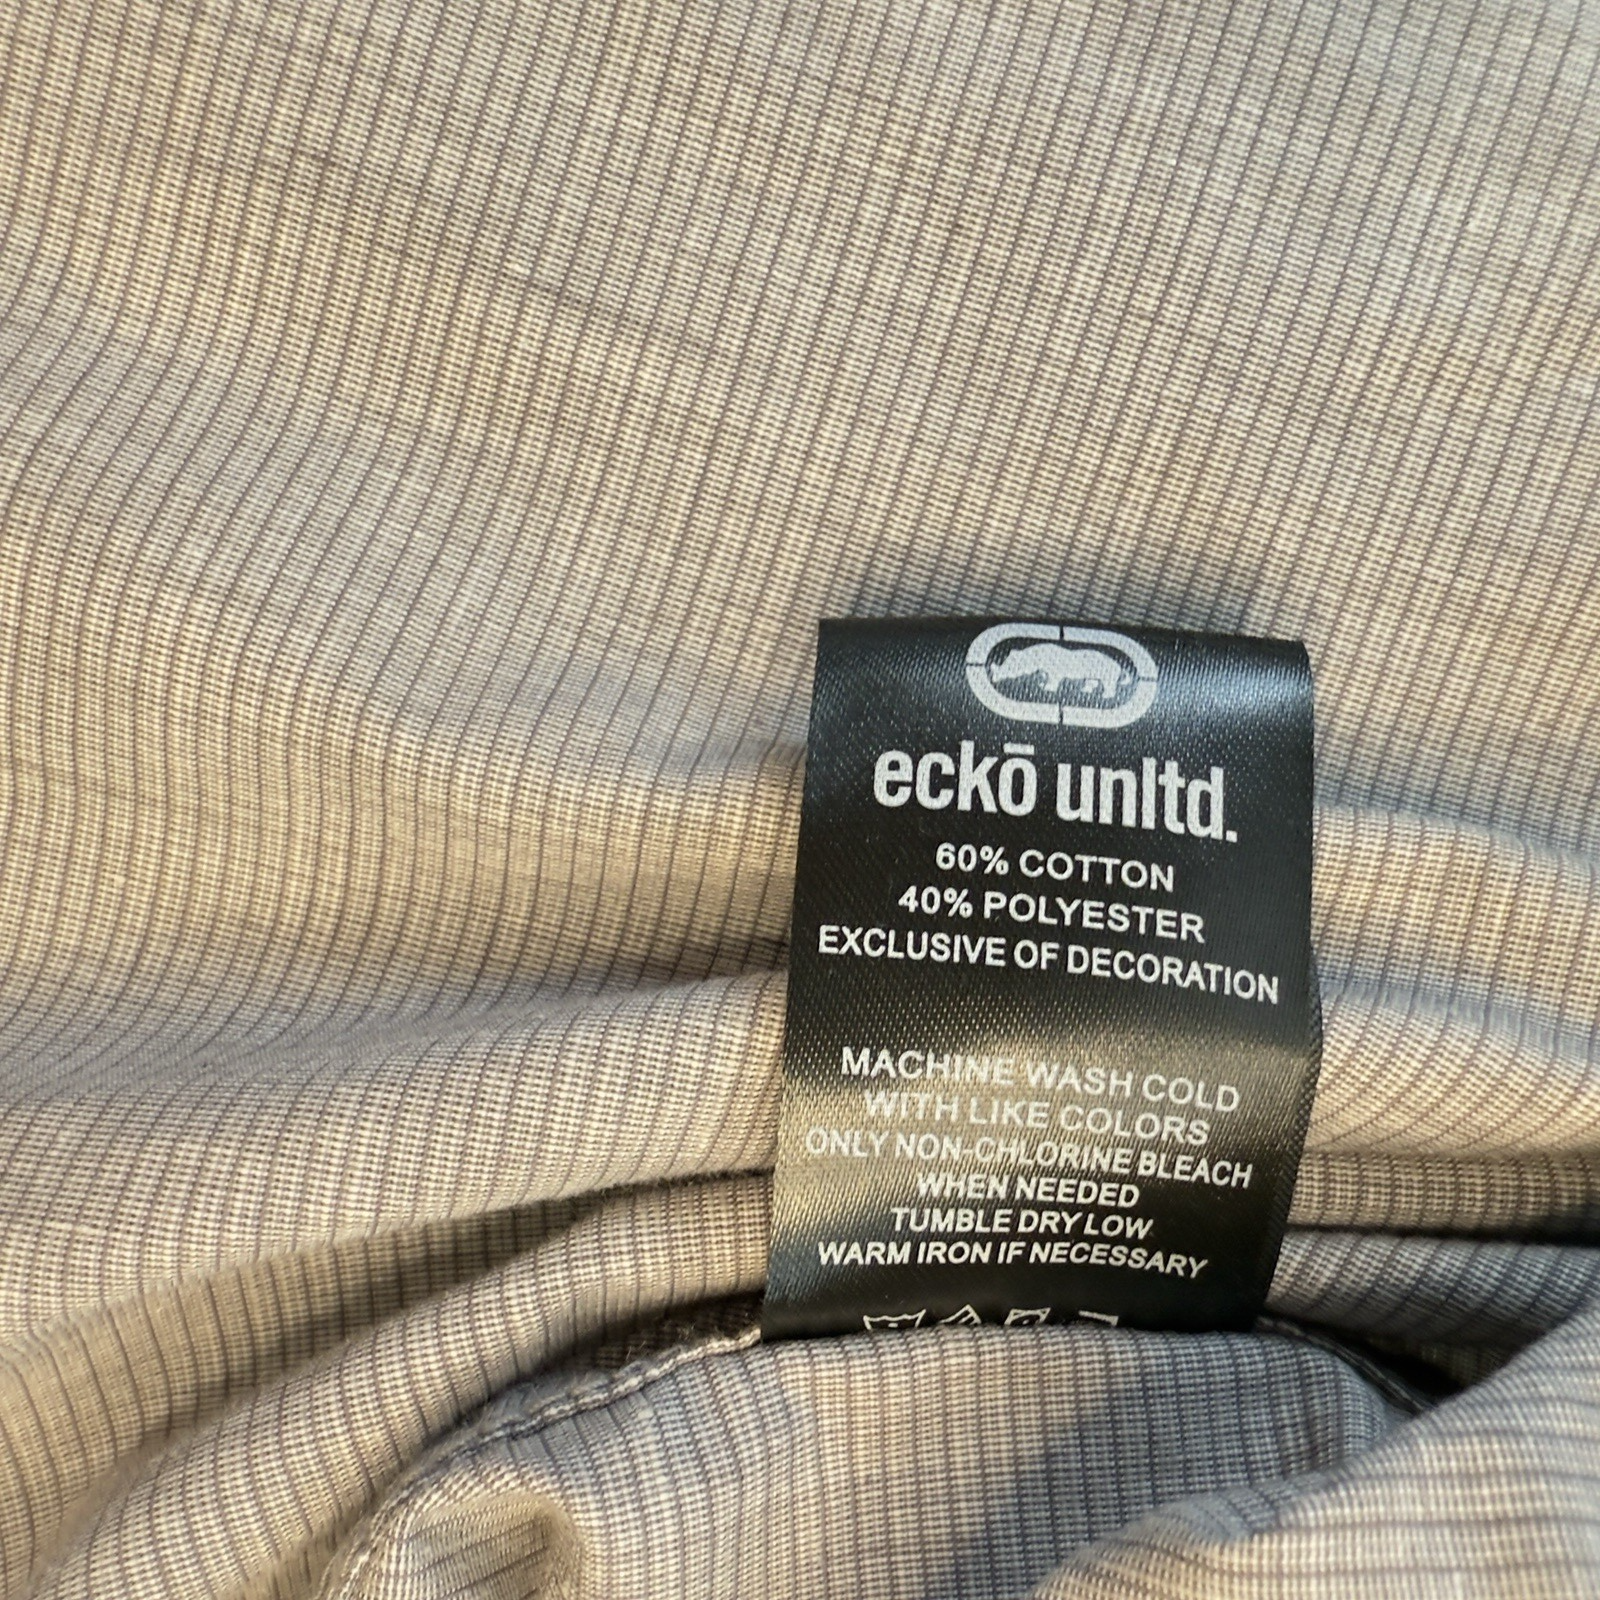 eckō unltd.
60% COTTON
40% POLYESTER
EXCLUSIVE OF DECORATION
MACHINE WASH COLD
WITH LIKE COLORS
ONLY NON-CHLORINE BLEACH
WHEN NEEDED
TUMBLE DRY LOW
WARM IRON IF NECESSARY